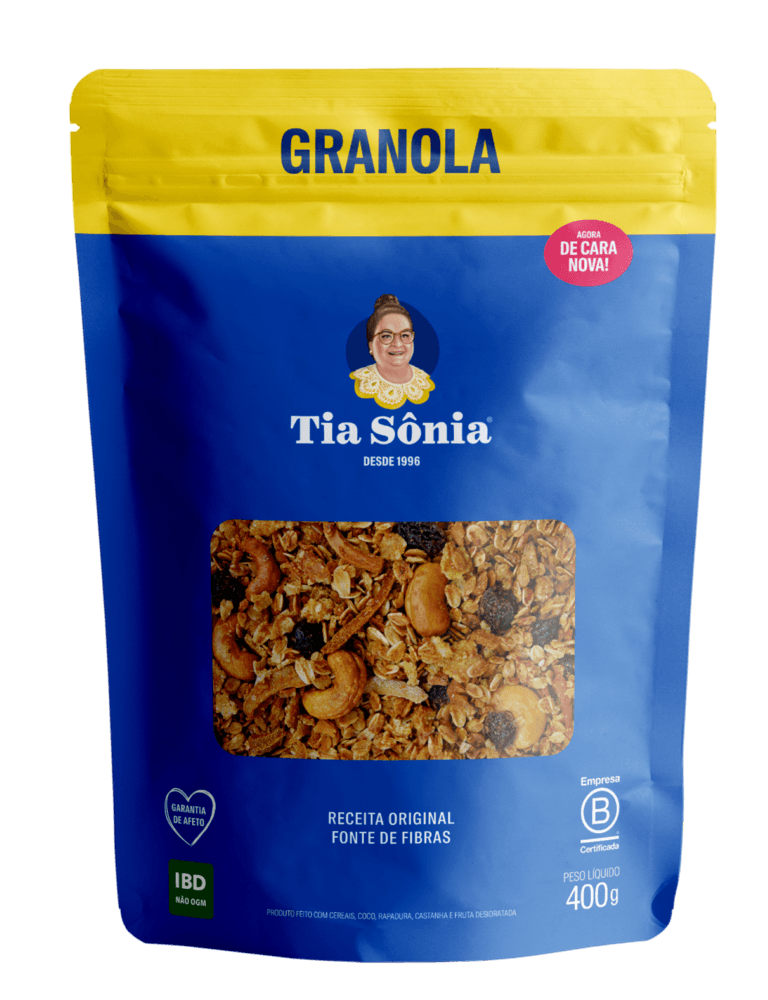 GRANOLA
AGORA
DE CARA
NOVA!
Tia Sônia®
DESDE 1996
GARANTIA
DE AFETO
RECEITA ORIGINAL
FONTE DE FIBRAS
Empresa
B
Certificada
IBD
NÃO OGM
PESO LÍQUIDO
400g
PRODUTO FEITO COM CEREAIS, COCO, RAPADURA, CASTANHA E FRUTA DESIDRATADA